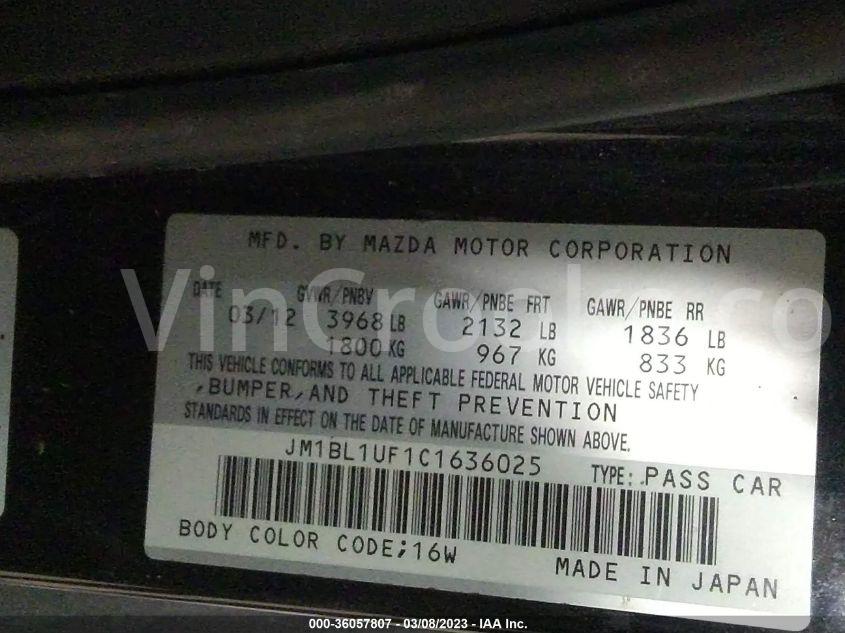 MFD. BY MAZDA MOTOR CORPORATION
DATE GVWR/PNBV GAWR/PNBE FRT GAWR/PNBE RR
03/12 3968 LB 2132 LB 1836 LB
1800 KG 967 KG 833 KG
THIS VEHICLE CONFORMS TO ALL APPLICABLE FEDERAL MOTOR VEHICLE SAFETY
,BUMPER,AND THEFT PREVENTION
STANDARDS IN EFFECT ON THE DATE OF MANUFACTURE SHOWN ABOVE.
JM1BL1UF1C1636025 TYPE: PASS CAR
BODY COLOR CODE;16W
MADE IN JAPAN
000-36057807 - 03/08/2023 - IAA Inc.